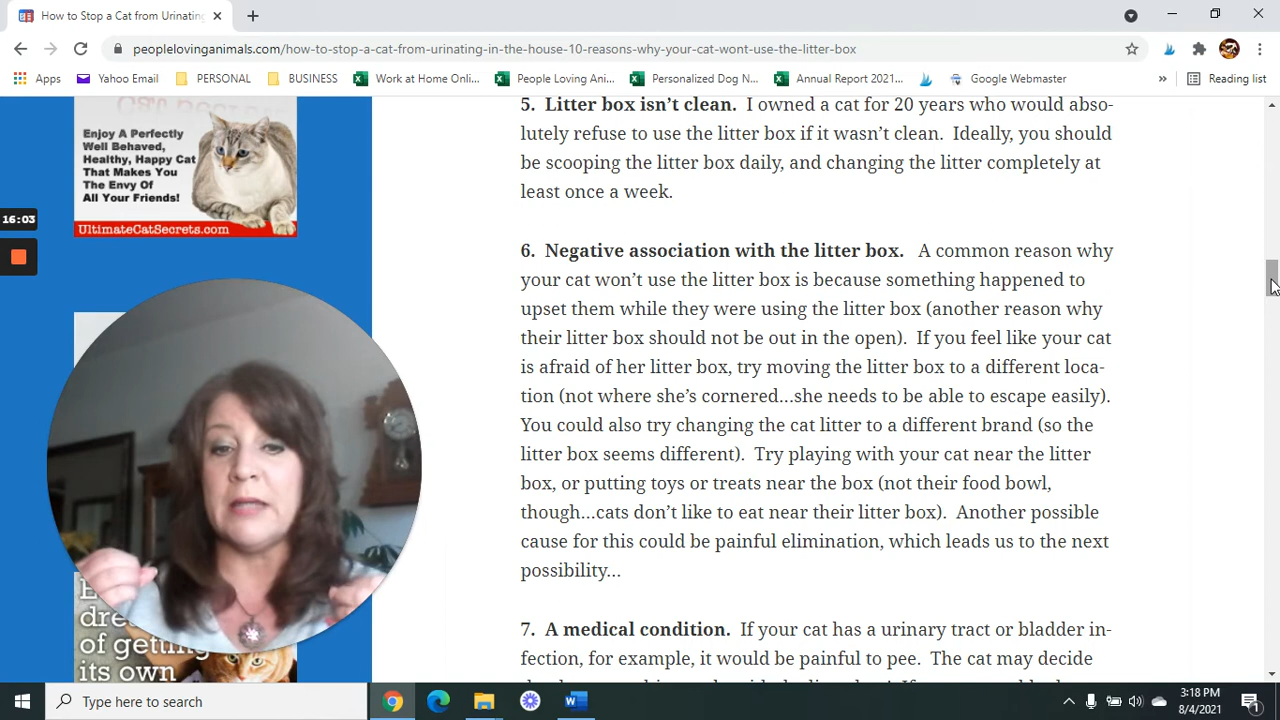 How to Stop a Cat from Urinating
peoplelovinganimals.com/how-to-stop-a-cat-from-urinating-in-the-house-10-reasons-why-your-cat-wont-use-the-litter-box
Apps
Yahoo Email
PERSONAL
BUSINESS
Work at Home Onli...
People Loving Ani...
Personalized Dog N...
Annual Report 2021...
Google Webmaster
»
Reading list
Enjoy A Perfectly
Well Behaved,
Healthy, Happy Cat
That Makes You
The Envy Of
All Your Friends!
UltimateCatSecrets.com
16:03
of getting
its own
5. Litter box isn't clean. I owned a cat for 20 years who would abso-
lutely refuse to use the litter box if it wasn't clean. Ideally, you should
be scooping the litter box daily, and changing the litter completely at
least once a week.
6. Negative association with the litter box. A common reason why
your cat won't use the litter box is because something happened to
upset them while they were using the litter box (another reason why
their litter box should not be out in the open). If you feel like your cat
is afraid of her litter box, try moving the litter box to a different loca-
tion (not where she's cornered...she needs to be able to escape easily).
You could also try changing the cat litter to a different brand (so the
litter box seems different). Try playing with your cat near the litter
box, or putting toys or treats near the box (not their food bowl,
though...cats don't like to eat near their litter box). Another possible
cause for this could be painful elimination, which leads us to the next
possibility...
7. A medical condition. If your cat has a urinary tract or bladder in-
fection, for example, it would be painful to pee. The cat may decide
Type here to search
3:18 PM
8/4/2021